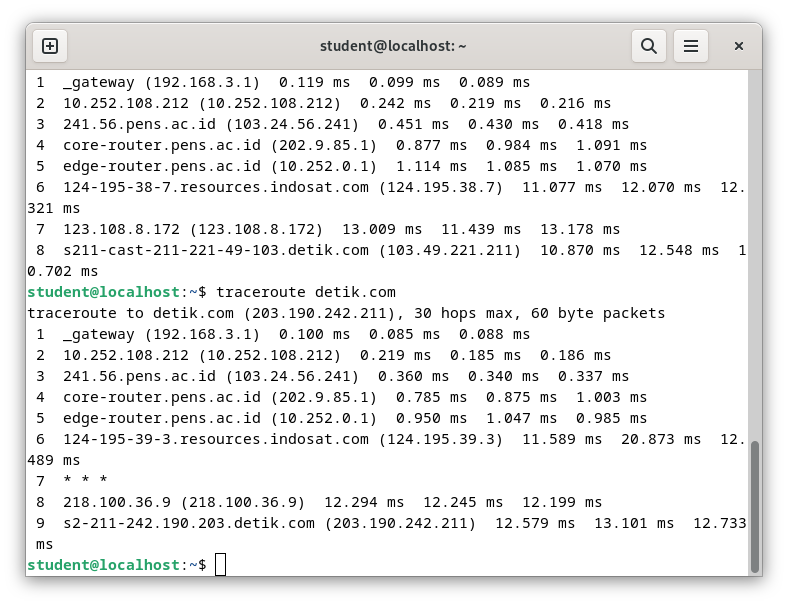 student@localhost: ~
1 _gateway (192.168.3.1) 0.119 ms 0.099 ms 0.089 ms
2 10.252.108.212 (10.252.108.212) 0.242 ms 0.219 ms 0.216 ms
3 241.56.pens.ac.id (103.24.56.241) 0.451 ms 0.430 ms 0.418 ms
4 core-router.pens.ac.id (202.9.85.1) 0.877 ms 0.984 ms 1.091 ms
5 edge-router.pens.ac.id (10.252.0.1) 1.114 ms 1.085 ms 1.070 ms
6 124-195-38-7.resources.indosat.com (124.195.38.7) 11.077 ms 12.070 ms 12.
321 ms
7 123.108.8.172 (123.108.8.172) 13.009 ms 11.439 ms 13.178 ms
8 s211-cast-211-221-49-103.detik.com (103.49.221.211) 10.870 ms 12.548 ms 1
0.702 ms
student@localhost:~$ traceroute detik.com
traceroute to detik.com (203.190.242.211), 30 hops max, 60 byte packets
1 _gateway (192.168.3.1) 0.100 ms 0.085 ms 0.088 ms
2 10.252.108.212 (10.252.108.212) 0.219 ms 0.185 ms 0.186 ms
3 241.56.pens.ac.id (103.24.56.241) 0.360 ms 0.340 ms 0.337 ms
4 core-router.pens.ac.id (202.9.85.1) 0.785 ms 0.875 ms 1.003 ms
5 edge-router.pens.ac.id (10.252.0.1) 0.950 ms 1.047 ms 0.985 ms
6 124-195-39-3.resources.indosat.com (124.195.39.3) 11.589 ms 20.873 ms 12.
489 ms
7 * * *
8 218.100.36.9 (218.100.36.9) 12.294 ms 12.245 ms 12.199 ms
9 s2-211-242.190.203.detik.com (203.190.242.211) 12.579 ms 13.101 ms 12.733
ms
student@localhost:~$